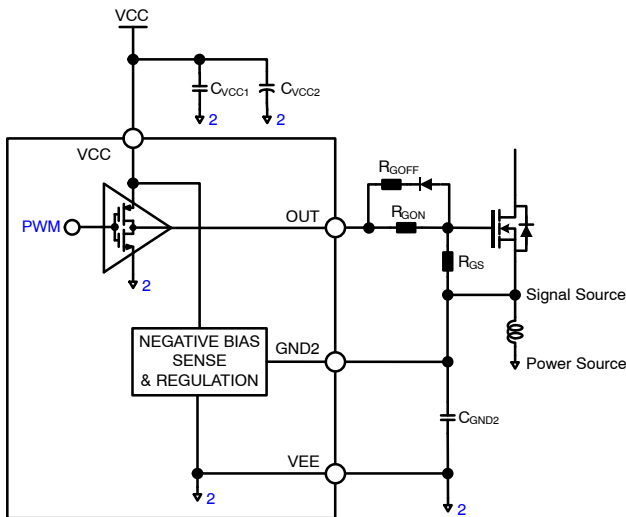 VCC
CVCC1
CVCC2
2
2
VCC
RGOFF
PWM
OUT
RGON
2
RGS
Signal Source
NEGATIVE BIAS
SENSE
& REGULATION
GND2
Power Source
CGND2
VEE
2
2